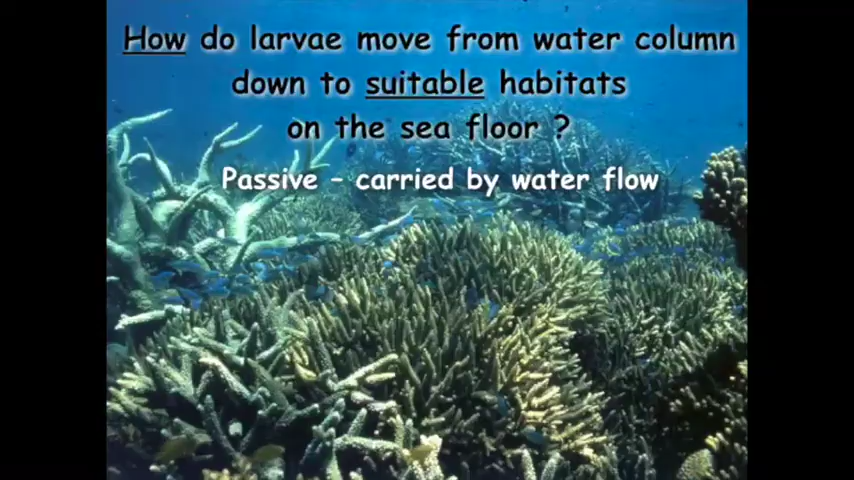 How do larvae move from water column
down to suitable habitats
on the sea floor ?
Passive - carried by water flow